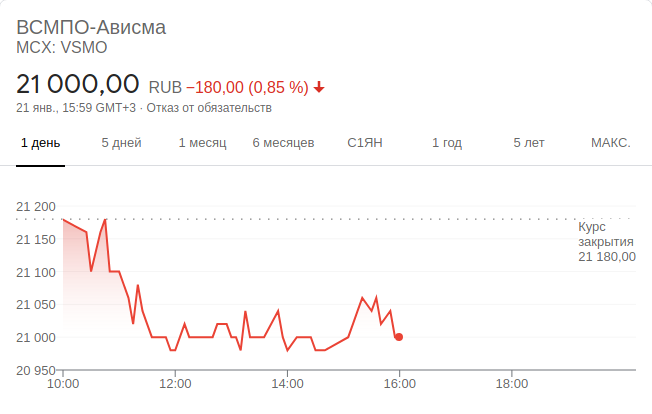 ВСМПО-Ависма
MCX: VSMO
21 000,00 RUB −180,00 (0,85 %)
21 янв., 15:59 GMT+3 · Отказ от обязательств
1 день 5 дней 1 месяц 6 месяцев С1ЯН 1 год 5 лет МАКС.
21 200
Курс
закрытия
21 180,00
21 150
21 100
21 050
21 000
20 950
10:00 12:00 14:00 16:00 18:00